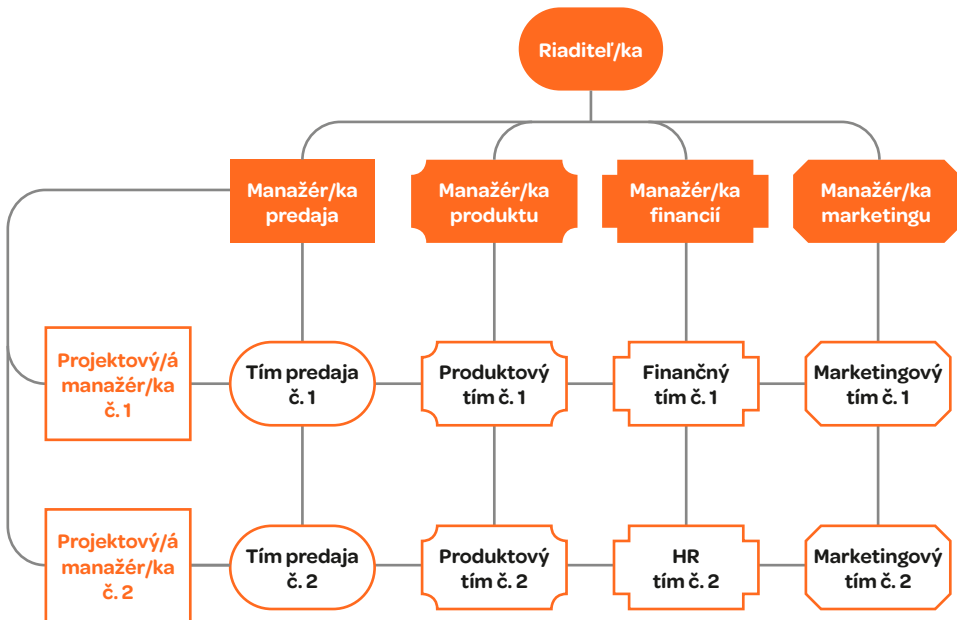 Riaditeľ/ka
Manažér/ka
predaja
Manažér/ka
produktu
Manažér/ka
financií
Manažér/ka
marketingu
Projektový/á
manažér/ka
č. 1
Tím predaja
č. 1
Produktový
tím č. 1
Finančný
tím č. 1
Marketingový
tím č. 1
Projektový/á
manažér/ka
č. 2
Tím predaja
č. 2
Produktový
tím č. 2
HR
tím č. 2
Marketingový
tím č. 2